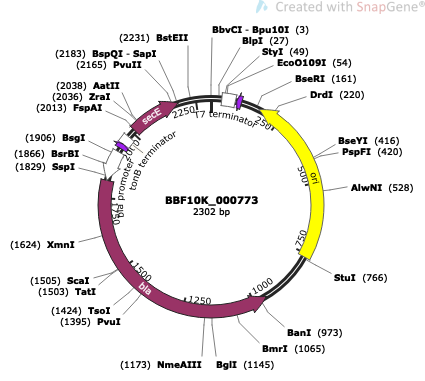 Created with SnapGene®
(2231) BstEII
BbvCI - Bpu10I (3)
BlpI (27)
(2183) BspQI - SapI
StyI (49)
(2165) PvuII
EcoO109I (54)
BseRI (161)
(2038) AatII
DrdI (220)
(2036) ZraI
(2013) FspAI
secE
2250
T7 terminator
250
(1906) BsgI
BseYI (416)
(1866) BsrBI
PspFI (420)
(1829) SspI
bla promoter
tonB terminator
ori
500
AlwNI (528)
BBF10K_000773
2302 bp
1750
(1624) XmnI
750
StuI (766)
(1505) ScaI
1500
(1503) TatI
bla
1250
1000
(1424) TsoI
(1395) PvuI
BanI (973)
BmrI (1065)
(1173) NmeAIII
BglI (1145)